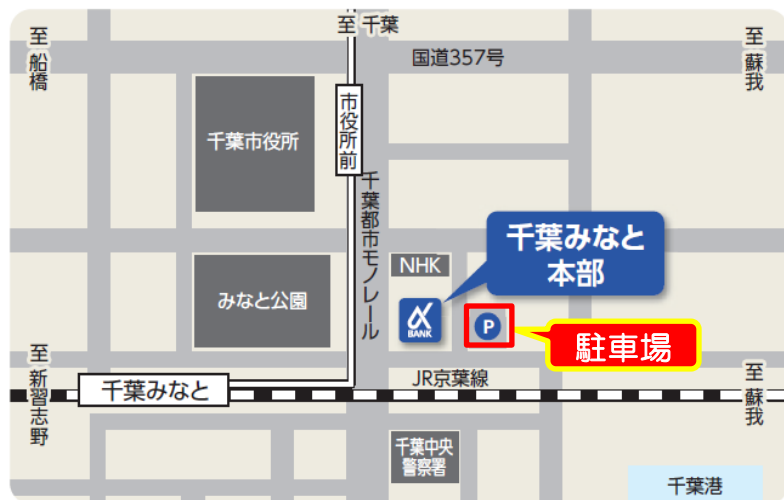 至 千葉
至船橋
国道357号
至蘇我
千葉市役所
市役所前
千葉都市モノレール
千葉みなと
本部
NHK
みなと公園
BANK
P
駐車場
至新習志野
千葉みなと
JR京葉線
至蘇我
千葉中央
警察署
千葉港